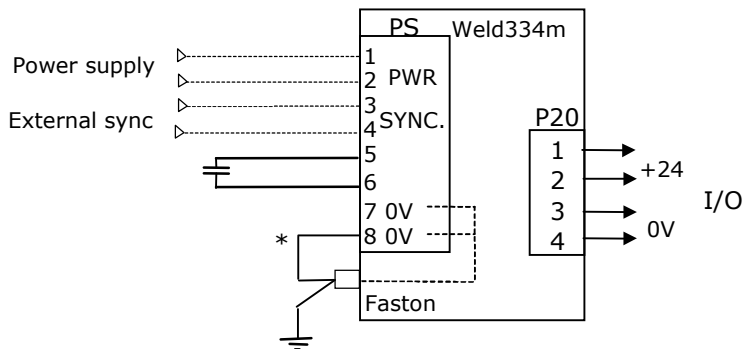 PS Weld334m
Power supply
External sync
1
2 PWR
3
SYNC.
4
5
6
7 0V
8 0V
*
Faston
P20
1
2
3
4
+24
0V
I/O